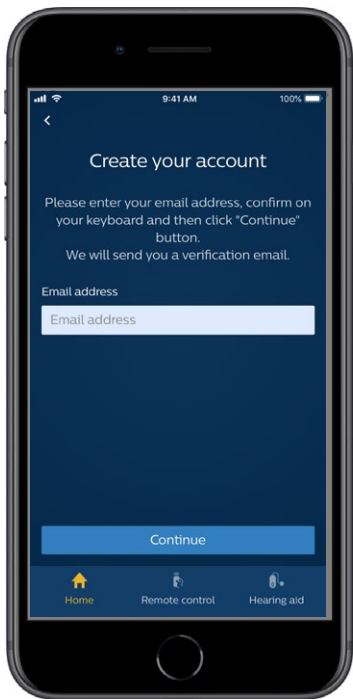 9:41 AM 100%
Create your account
Please enter your email address, confirm on
your keyboard and then click "Continue"
button.
We will send you a verification email.
Email address
Email address
Continue
Home Remote control Hearing aid